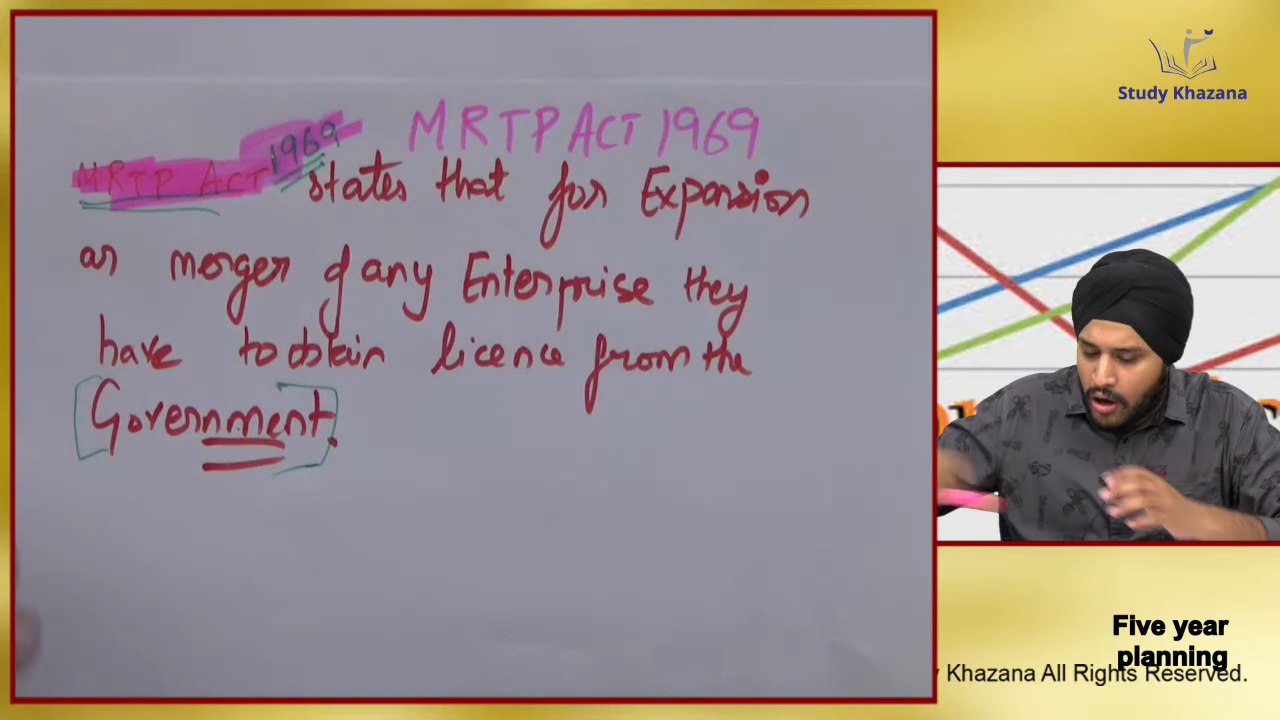 MRTP ACT 1969
MRTP ACT 1969 states that for Expansion
or merger of any Enterprise they
have to obtain licence from the
Government.
Study Khazana
Five year
planning
y Khazana All Rights Reserved.